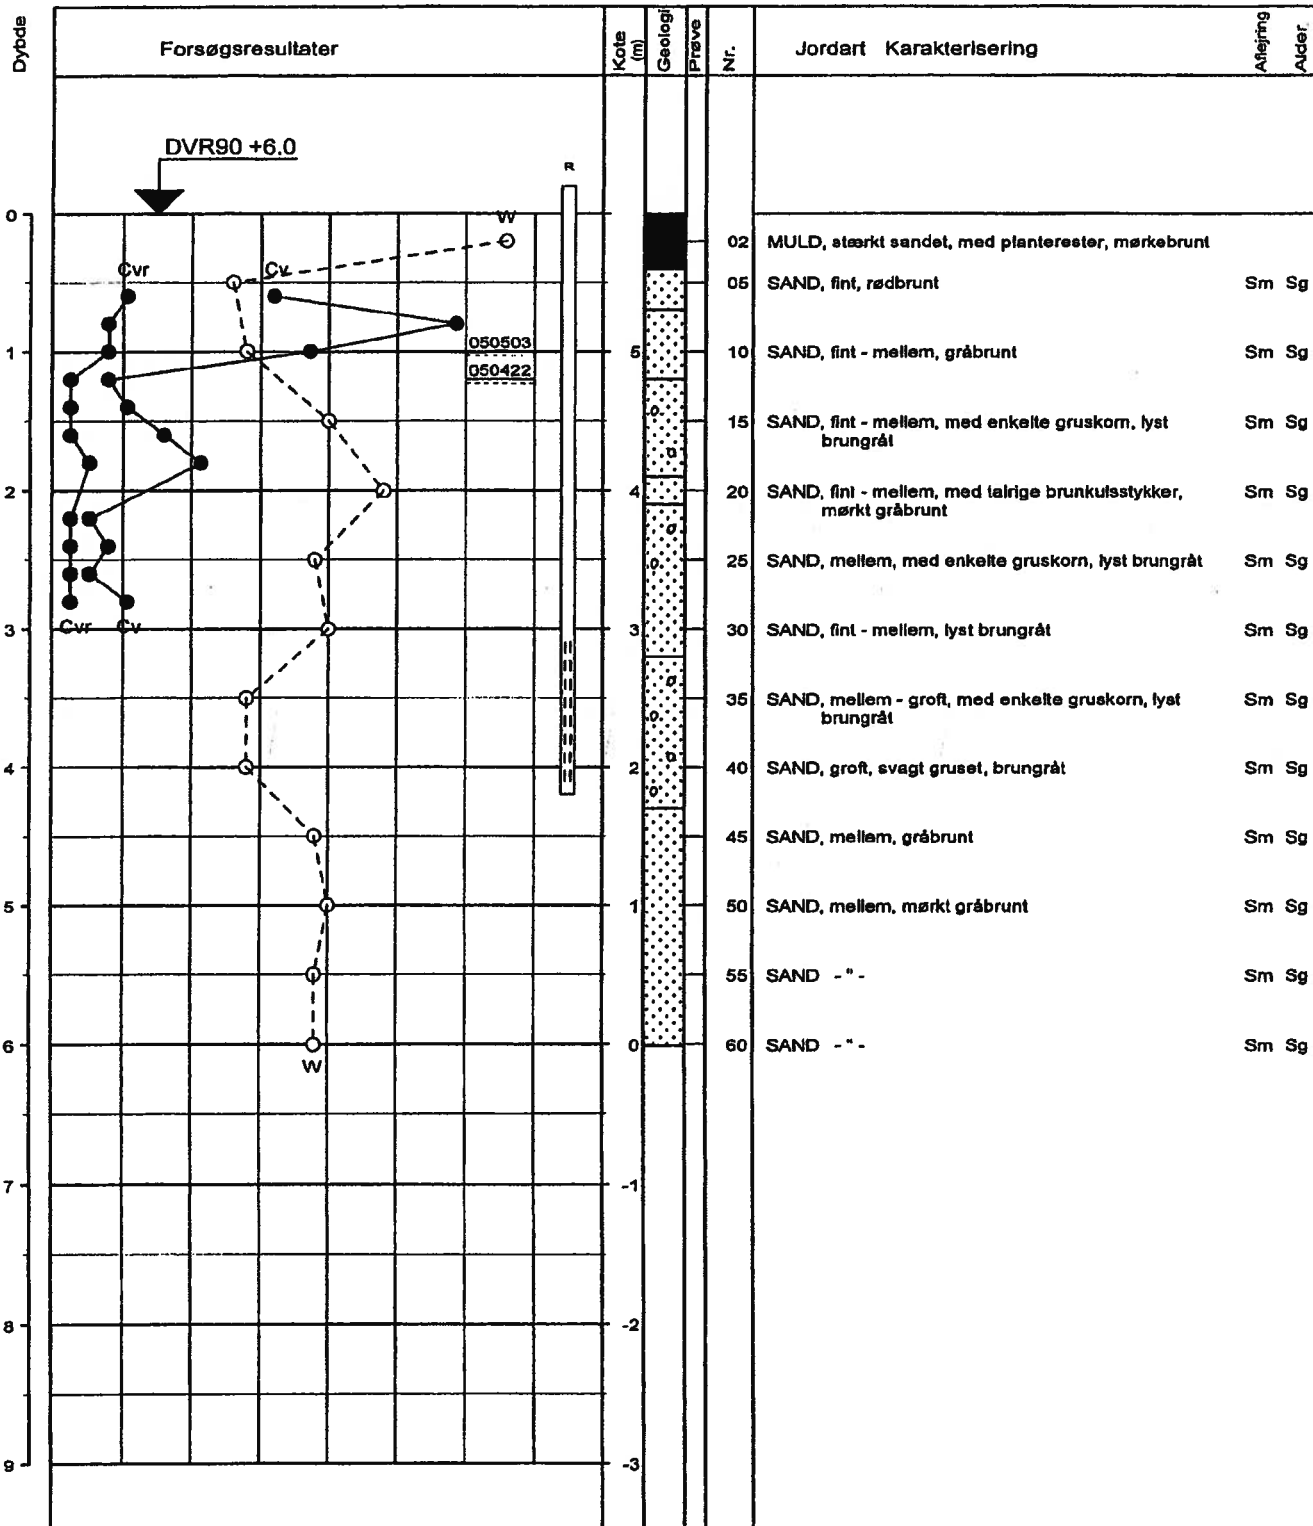 Dybde
Forsøgsresultater
Kote (m)
Geologi
Prøve
Nr.
Jordart Karakterisering
Aflejring
Alder
DVR90 +6.0
R
0
W
02 MULD, stærkt sandet, med planterester, mørkebrunt
Cvr
Cv
05 SAND, fint, rødbrunt Sm Sg
050503
1
5
10 SAND, fint - mellem, gråbrunt Sm Sg
050422
15 SAND, fint - mellem, med enkelte gruskorn, lyst Sm Sg
brungråt
2
4
20 SAND, fint - mellem, med talrige brunkulsstykker, Sm Sg
mørkt gråbrunt
25 SAND, mellem, med enkelte gruskorn, lyst brungråt Sm Sg
Cvr
Cv
3
3
30 SAND, fint - mellem, lyst brungråt Sm Sg
35 SAND, mellem - groft, med enkelte gruskorn, lyst Sm Sg
brungråt
4
2
40 SAND, groft, svagt gruset, brungråt Sm Sg
45 SAND, mellem, gråbrunt Sm Sg
5
1
50 SAND, mellem, mørkt gråbrunt Sm Sg
55 SAND - " - Sm Sg
6
0
60 SAND - " - Sm Sg
W
7
-1
8
-2
9
-3